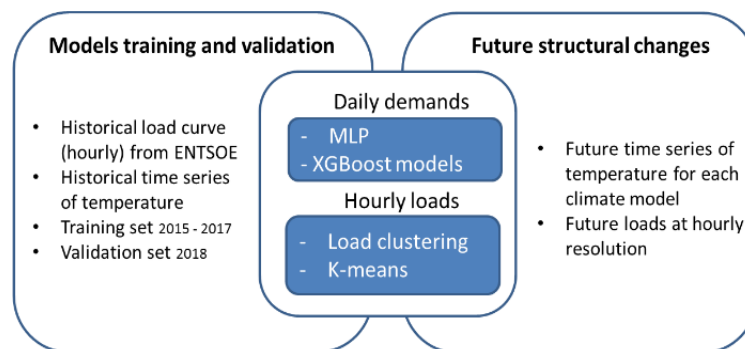 Models training and validation
Future structural changes
• Historical load curve
(hourly) from ENTSOE
• Historical time series
of temperature
• Training set 2015 - 2017
• Validation set 2018
Daily demands
- MLP
- XGBoost models
Hourly loads
- Load clustering
- K-means
• Future time series of
temperature for each
climate model
• Future loads at hourly
resolution